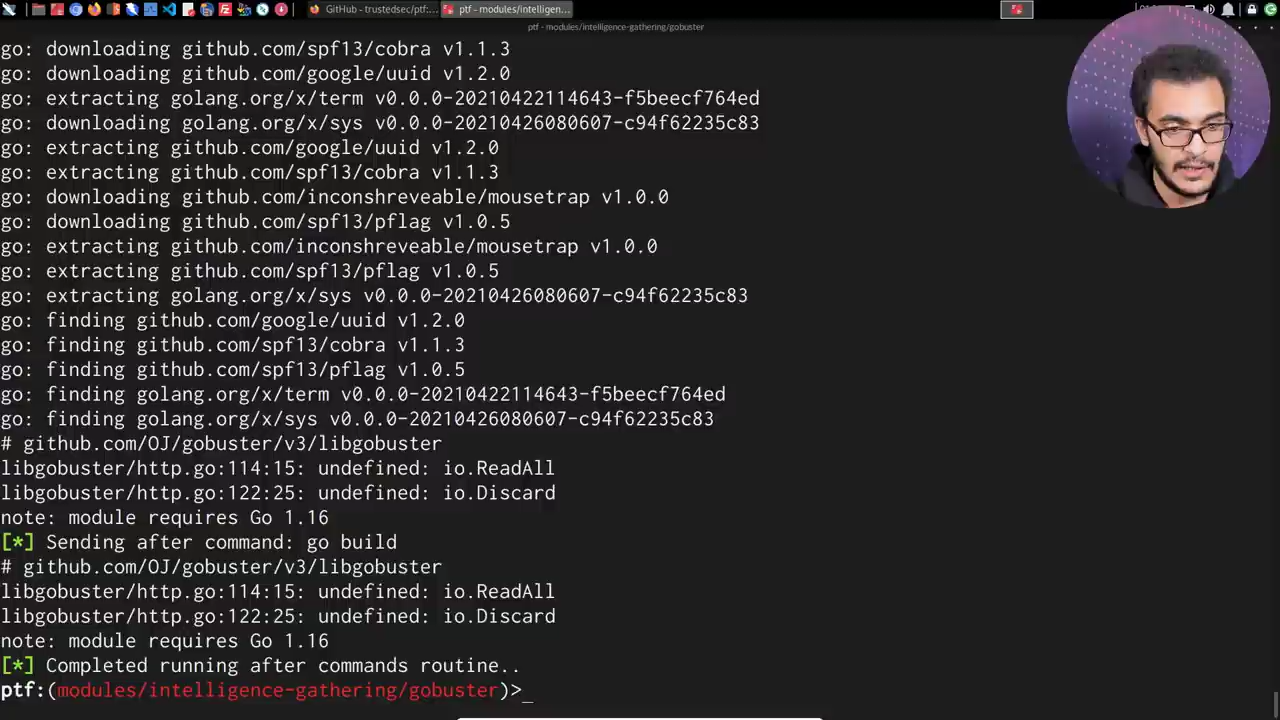 GitHub - trustedsec/ptf:...
ptf - modules/intelligen...
ptf - modules/intelligence-gathering/gobuster
go: downloading github.com/spf13/cobra v1.1.3
go: downloading github.com/google/uuid v1.2.0
go: extracting golang.org/x/term v0.0.0-20210422114643-f5beecf764ed
go: downloading golang.org/x/sys v0.0.0-20210426080607-c94f62235c83
go: extracting github.com/google/uuid v1.2.0
go: extracting github.com/spf13/cobra v1.1.3
go: downloading github.com/inconshreveable/mousetrap v1.0.0
go: downloading github.com/spf13/pflag v1.0.5
go: extracting github.com/inconshreveable/mousetrap v1.0.0
go: extracting github.com/spf13/pflag v1.0.5
go: extracting golang.org/x/sys v0.0.0-20210426080607-c94f62235c83
go: finding github.com/google/uuid v1.2.0
go: finding github.com/spf13/cobra v1.1.3
go: finding github.com/spf13/pflag v1.0.5
go: finding golang.org/x/term v0.0.0-20210422114643-f5beecf764ed
go: finding golang.org/x/sys v0.0.0-20210426080607-c94f62235c83
# github.com/OJ/gobuster/v3/libgobuster
libgobuster/http.go:114:15: undefined: io.ReadAll
libgobuster/http.go:122:25: undefined: io.Discard
note: module requires Go 1.16
[*] Sending after command: go build
# github.com/OJ/gobuster/v3/libgobuster
libgobuster/http.go:114:15: undefined: io.ReadAll
libgobuster/http.go:122:25: undefined: io.Discard
note: module requires Go 1.16
[*] Completed running after commands routine..
ptf:(modules/intelligence-gathering/gobuster)>_